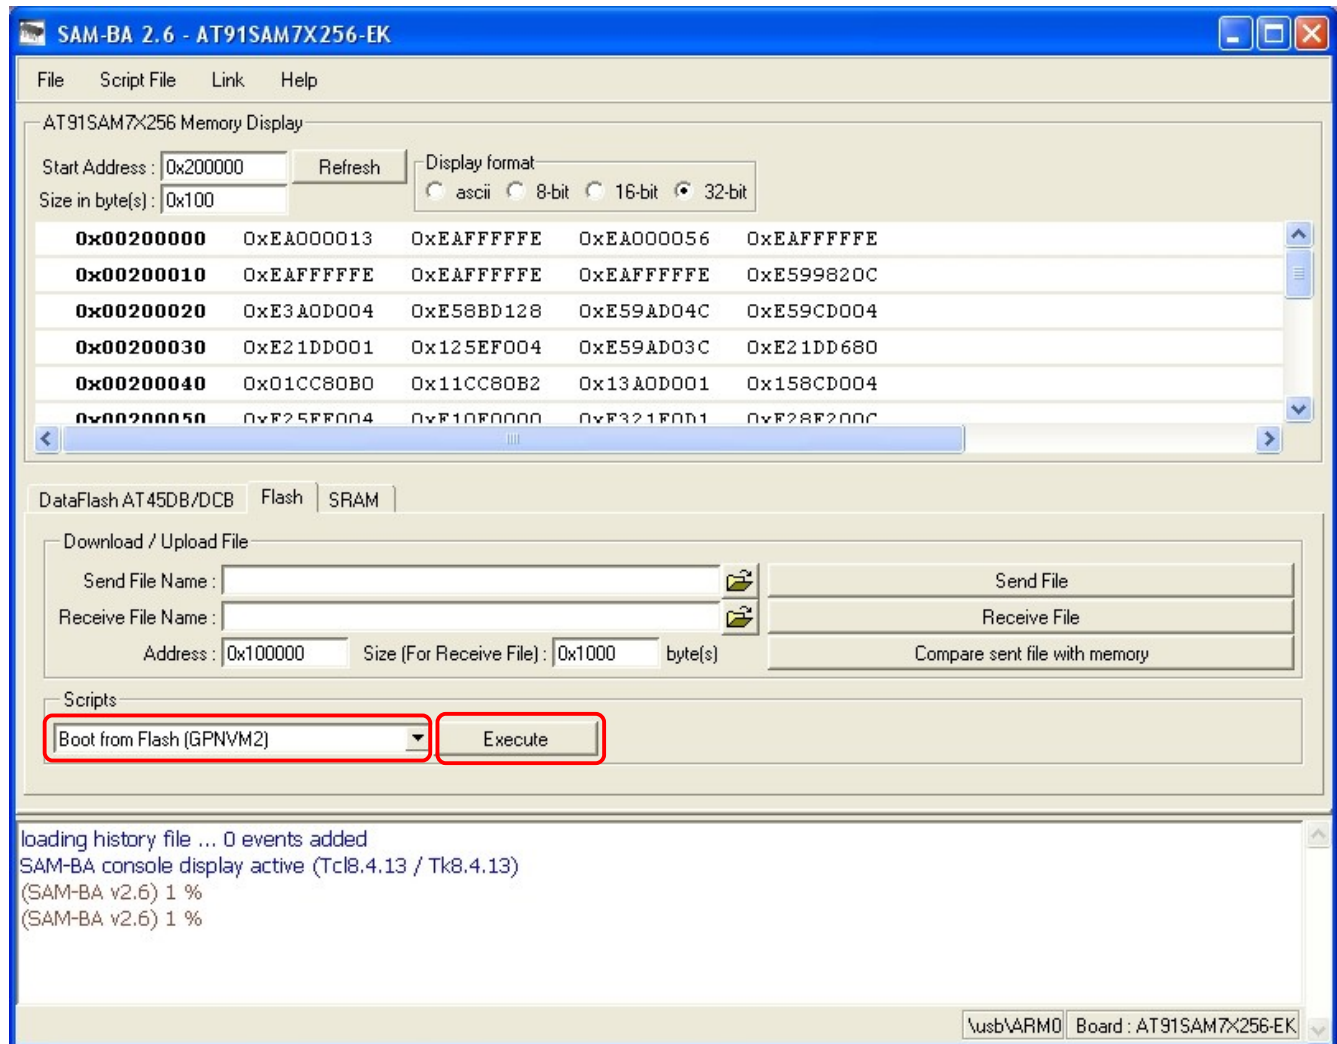 SAM-BA 2.6 - AT91SAM7X256-EK
File Script File Link Help
AT91SAM7X256 Memory Display
Start Address : 0x200000 Refresh Display format
Size in byte(s) : 0x100 ascii 8-bit 16-bit 32-bit
0x00200000 0xEA000013 0xEAFFFFFE 0xEA000056 0xEAFFFFFE
0x00200010 0xEAFFFFFE 0xEAFFFFFE 0xEAFFFFFE 0xE599820C
0x00200020 0xE3A0D004 0xE58BD128 0xE59AD04C 0xE59CD004
0x00200030 0xE21DD001 0x125EF004 0xE59AD03C 0xE21DD680
0x00200040 0x01CC80B0 0x11CC80B2 0x13A0D001 0x158CD004
0x00200050 0xE25EF004 0xE10F0000 0xE321F0D1 0xE28F200C
DataFlash AT45DB/DCB Flash SRAM
Download / Upload File
Send File Name : Send File
Receive File Name : Receive File
Address : 0x100000 Size (For Receive File) : 0x1000 byte(s) Compare sent file with memory
Scripts
Boot from Flash (GPNVM2) Execute
loading history file ... 0 events added
SAM-BA console display active (Tcl8.4.13 / Tk8.4.13)
(SAM-BA v2.6) 1 %
(SAM-BA v2.6) 1 %
\usb\ARM0 Board : AT91SAM7X256-EK